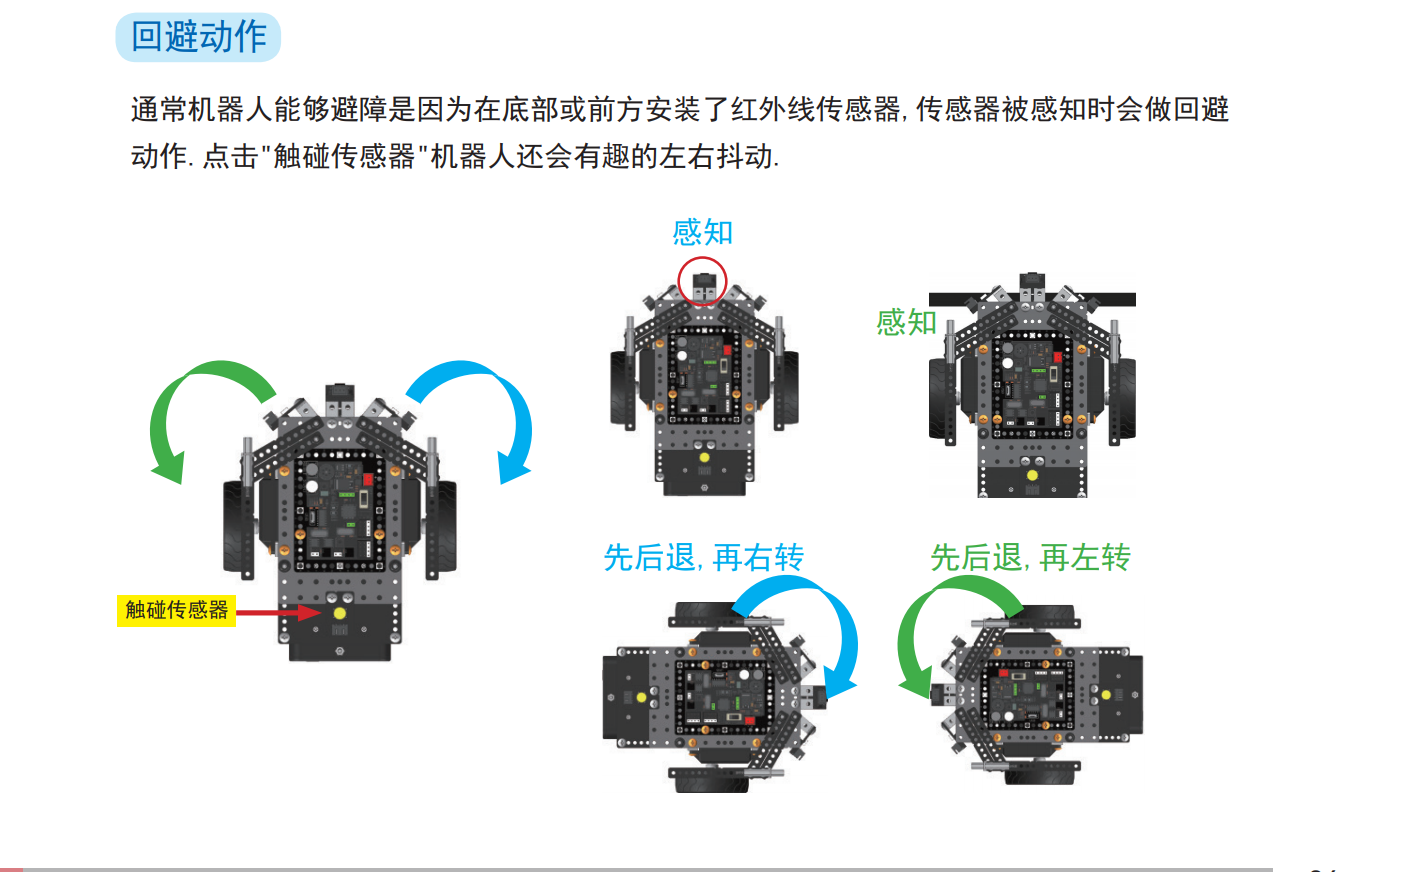 回避动作
通常机器人能够避障是因为在底部或前方安装了红外线传感器, 传感器被感知时会做回避
动作. 点击"触碰传感器"机器人还会有趣的左右抖动.
感知
感知
触碰传感器
先后退, 再右转
先后退, 再左转